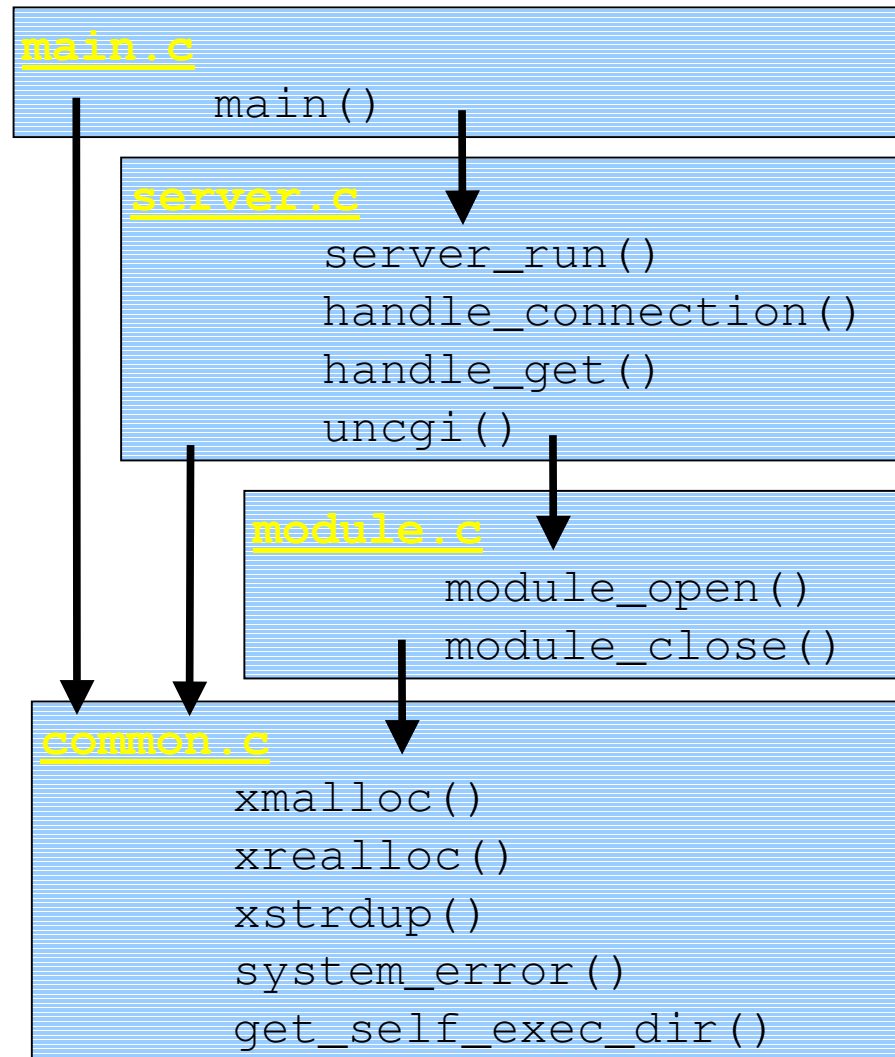 main.c
main()
server.c
server_run()
handle_connection()
handle_get()
uncgi()
module.c
module_open()
module_close()
common.c
xmalloc()
xrealloc()
xstrdup()
system_error()
get_self_exec_dir()